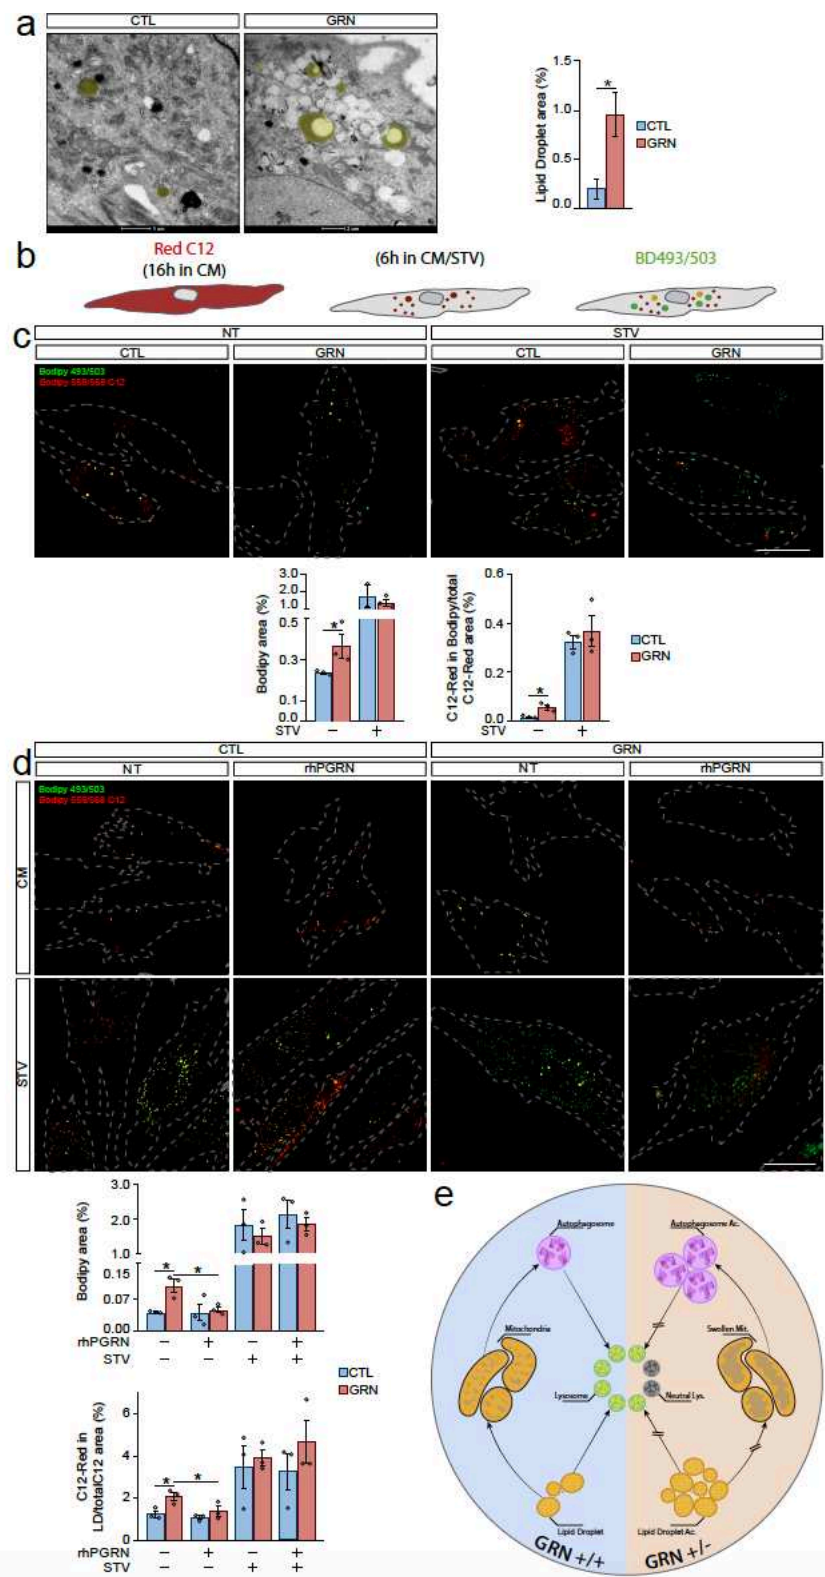 a
CTL
GRN
Lipid Droplet area (%)
1.5
1.0
0.5
0.0
*
CTL
GRN
b
Red C12
(16h in CM)
(6h in CM/STV)
BD493/503
c
NT
STV
CTL
GRN
CTL
GRN
Bodipy 493/503
Bodipy 558/568 C12
Bodipy area (%)
3.0
2.0
1.0
0.5
0.3
0.1
0.0
*
STV
− +
C12-Red in Bodipy/total
C12-Red area (%)
0.6
0.4
0.2
0.0
*
STV
− +
CTL
GRN
d
CTL
GRN
NT
rhPGRN
NT
rhPGRN
CM
STV
Bodipy 493/503
Bodipy 558/568 C12
Bodipy area (%)
3.0
2.0
1.0
0.15
0.07
0.00
* *
rhPGRN − + − +
STV − − + +
CTL
GRN
C12-Red in
LD/totalC12 area (%)
6
4
2
0
* *
rhPGRN − + − +
STV − − + +
e
Autophagosome
Autophagosome Ac.
Mitochondria
Swollen Mit.
Lysosome
Neutral Lys.
Lipid Droplet
Lipid Droplet Ac.
GRN +/+
GRN +/-